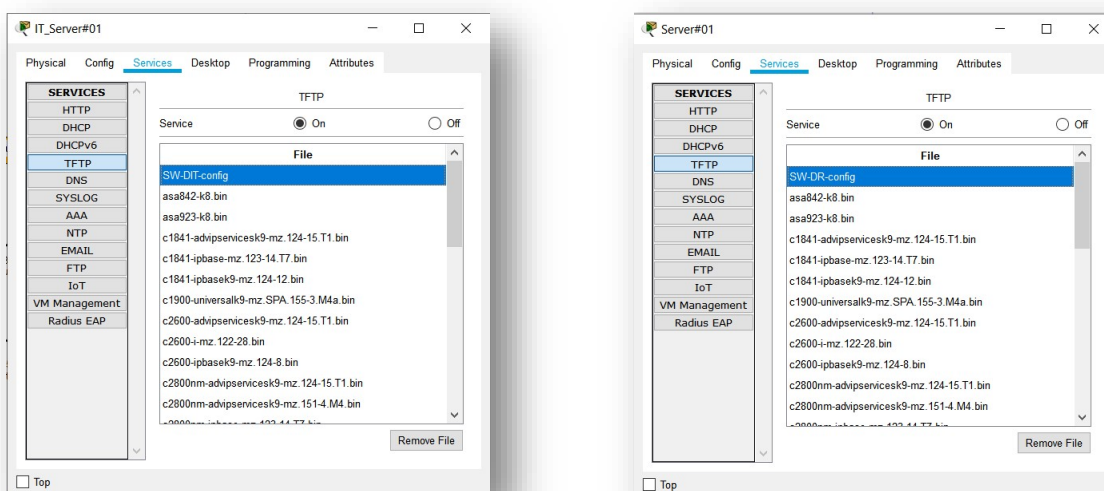 IT_Server#01
Physical Config Services Desktop Programming Attributes
SERVICES
HTTP
DHCP
DHCPv6
TFTP
DNS
SYSLOG
AAA
NTP
EMAIL
FTP
IoT
VM Management
Radius EAP
TFTP
Service On Off
File
SW-DIT-config
asa842-k8.bin
asa923-k8.bin
c1841-advipservicesk9-mz.124-15.T1.bin
c1841-ipbase-mz.123-14.T7.bin
c1841-ipbasek9-mz.124-12.bin
c1900-universalk9-mz.SPA.155-3.M4a.bin
c2600-advipservicesk9-mz.124-15.T1.bin
c2600-i-mz.122-28.bin
c2600-ipbasek9-mz.124-8.bin
c2800nm-advipservicesk9-mz.124-15.T1.bin
c2800nm-advipservicesk9-mz.151-4.M4.bin
Remove File
Top
Server#01
Physical Config Services Desktop Programming Attributes
SERVICES
HTTP
DHCP
DHCPv6
TFTP
DNS
SYSLOG
AAA
NTP
EMAIL
FTP
IoT
VM Management
Radius EAP
TFTP
Service On Off
File
SW-DR-config
asa842-k8.bin
asa923-k8.bin
c1841-advipservicesk9-mz.124-15.T1.bin
c1841-ipbase-mz.123-14.T7.bin
c1841-ipbasek9-mz.124-12.bin
c1900-universalk9-mz.SPA.155-3.M4a.bin
c2600-advipservicesk9-mz.124-15.T1.bin
c2600-i-mz.122-28.bin
c2600-ipbasek9-mz.124-8.bin
c2800nm-advipservicesk9-mz.124-15.T1.bin
c2800nm-advipservicesk9-mz.151-4.M4.bin
Remove File
Top